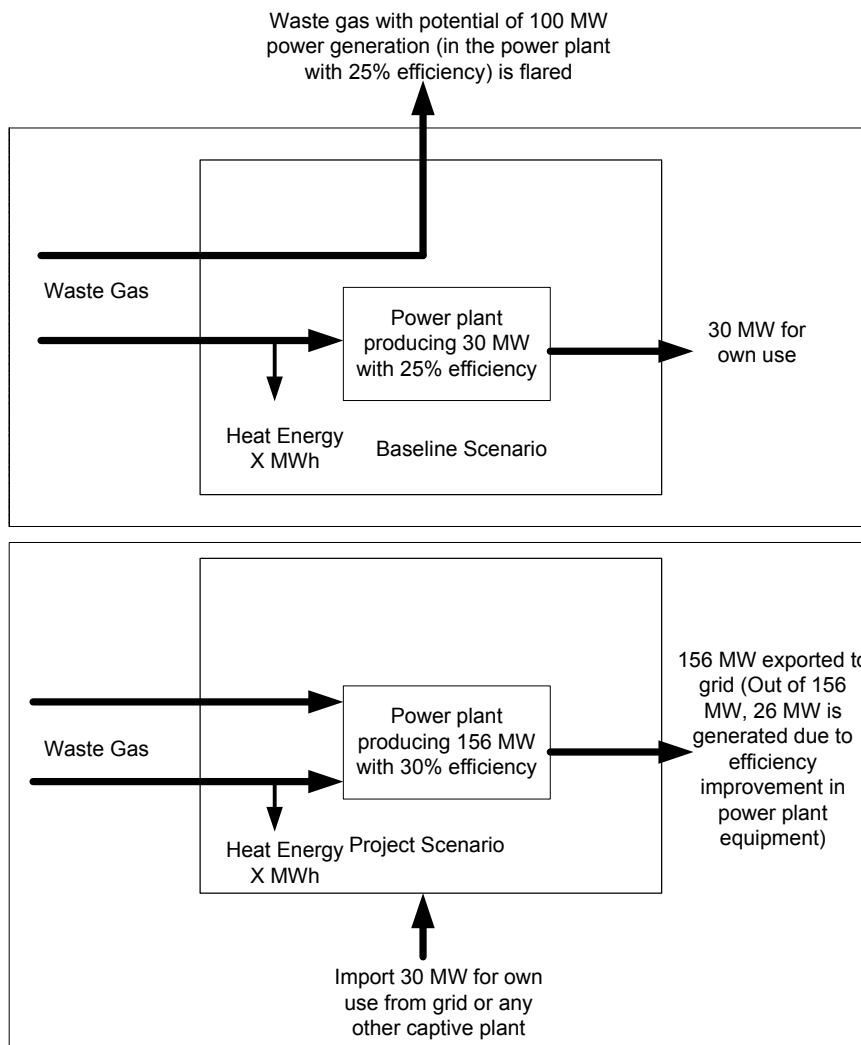 Waste gas with potential of 100 MW
power generation (in the power plant
with 25% efficiency) is flared
Waste Gas
Power plant
producing 30 MW
with 25% efficiency
30 MW for
own use
Heat Energy
X MWh
Baseline Scenario
156 MW exported to
grid (Out of 156
MW, 26 MW is
generated due to
efficiency
improvement in
power plant
equipment)
Power plant
producing 156 MW
with 30% efficiency
Waste Gas
Heat Energy
X MWh
Project Scenario
Import 30 MW for own
use from grid or any
other captive plant